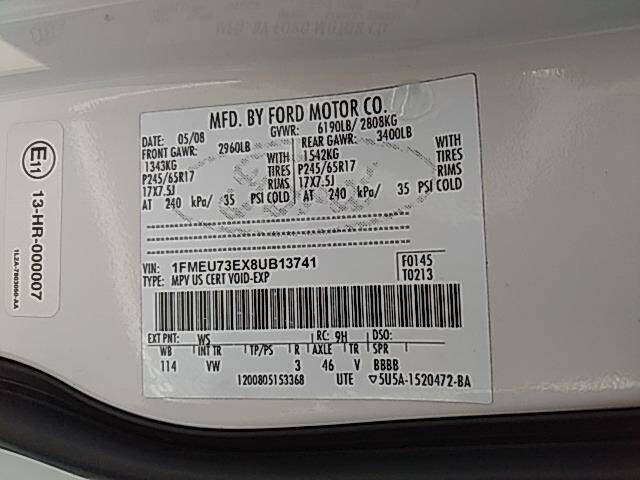 MFD. BY FORD MOTOR CO.
DATE: 05/08 GVWR: 6190LB/ 2808KG
FRONT GAWR: 2960LB REAR GAWR: 3400LB
1343KG WITH 1542KG WITH
P245/65R17 TIRES P245/65R17 TIRES
17X7.5J RIMS 17X7.5J RIMS
AT 240 kPa/ 35 PSI COLD AT 240 kPa/ 35 PSI COLD
VIN: 1FMEU73EX8UB13741 F0145
TYPE: MPV US CERT VOID-EXP T0213
EXT PNT: WS RC: 9H DSO:
WB INT TR TP/PS R AXLE TR SPR
114 VW 3 46 V BBBB
1200805153368 UTE ▽5U5A-1520472-BA
E11
13-HR-000007
1L2A-7803060-AA